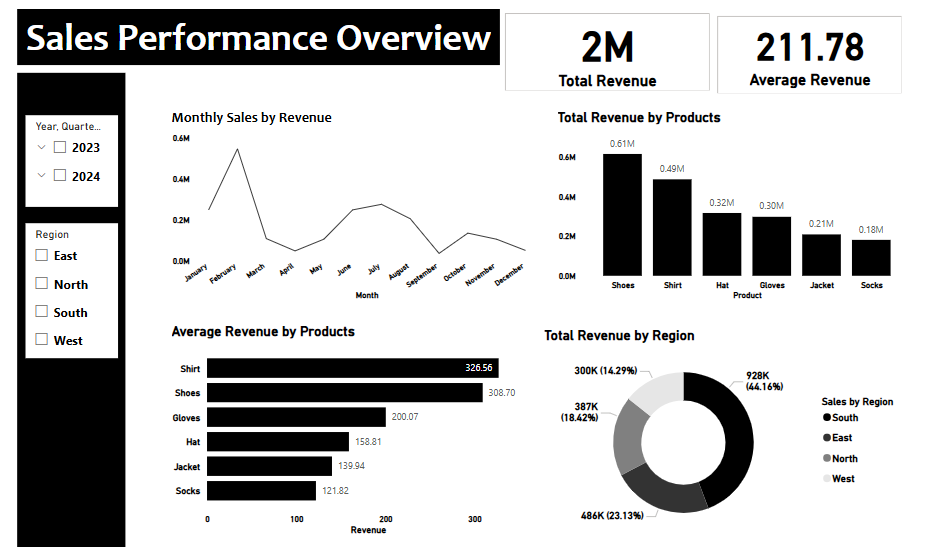 Sales Performance Overview
2M
Total Revenue
211.78
Average Revenue
Year, Quarte...
2023
2024
Region
East
North
South
West
Monthly Sales by Revenue
0.6M
0.4M
0.2M
0.0M
January
February
March
April
May
June
July
August
September
October
November
December
Month
Total Revenue by Products
0.6M
0.4M
0.2M
0.0M
0.61M
0.49M
0.32M
0.30M
0.21M
0.18M
Shoes
Shirt
Hat
Gloves
Jacket
Socks
Product
Average Revenue by Products
Shirt
326.56
Shoes
308.70
Gloves
200.07
Hat
158.81
Jacket
139.94
Socks
121.82
0
100
200
300
Revenue
Total Revenue by Region
300K (14.29%)
928K
(44.16%)
387K
(18.42%)
486K (23.13%)
Sales by Region
South
East
North
West